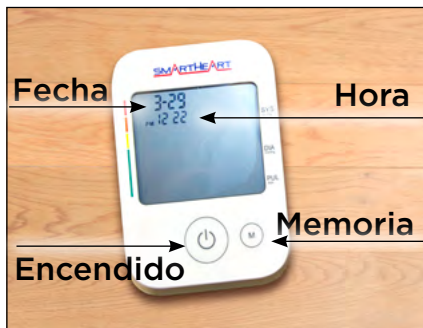 SMARTHEART
Fecha
3-29
Hora
PM 12 22
SYS
DIA
PUL
Memoria
M
Encendido